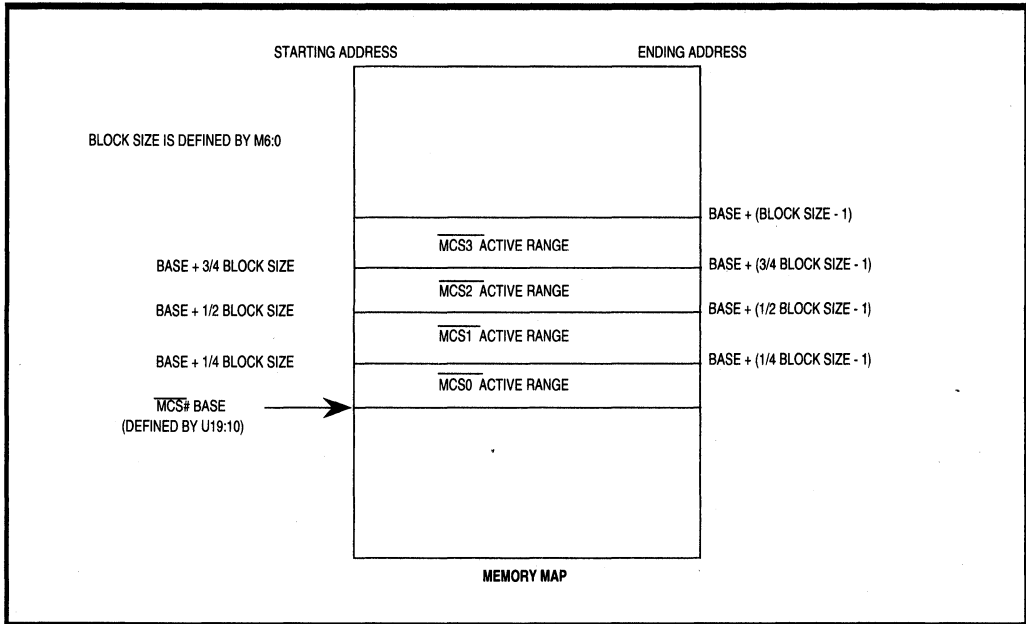 STARTING ADDRESS
ENDING ADDRESS
BLOCK SIZE IS DEFINED BY M6:0
BASE + (BLOCK SIZE - 1)
MCS3 ACTIVE RANGE
BASE + 3/4 BLOCK SIZE
BASE + (3/4 BLOCK SIZE - 1)
MCS2 ACTIVE RANGE
BASE + 1/2 BLOCK SIZE
BASE + (1/2 BLOCK SIZE - 1)
MCS1 ACTIVE RANGE
BASE + 1/4 BLOCK SIZE
BASE + (1/4 BLOCK SIZE - 1)
MCS0 ACTIVE RANGE
MCS# BASE
(DEFINED BY U19:10)
MEMORY MAP